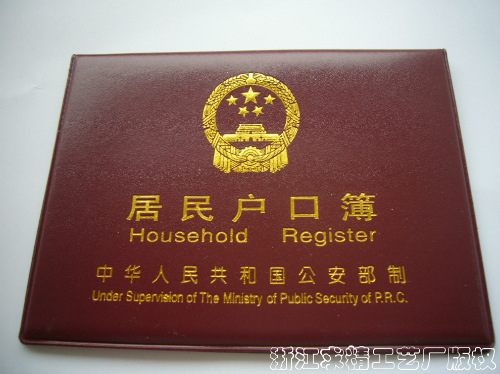 居民户口簿
Household Register
中华人民共和国公安部制
Under Supervision of The Ministry of Public Security of P.R.C.
浙江求精工艺厂版权